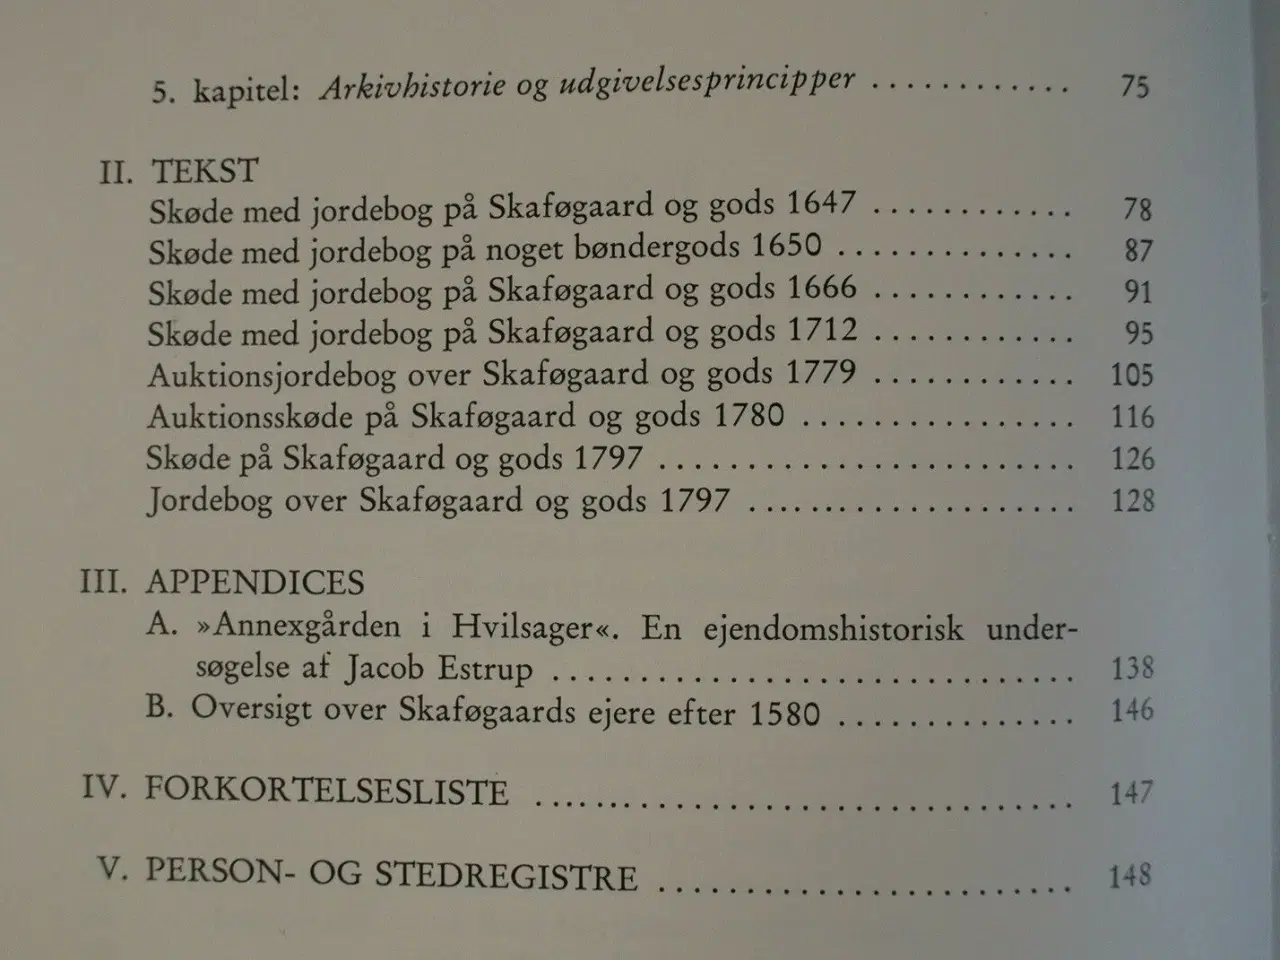 5. kapitel: Arkivhistorie og udgivelsesprincipper ............ 75
II. TEKST
Skøde med jordebog på Skaføgaard og gods 1647 ............ 78
Skøde med jordebog på noget bøndergods 1650 .............. 87
Skøde med jordebog på Skaføgaard og gods 1666 ............ 91
Skøde med jordebog på Skaføgaard og gods 1712 ............ 95
Auktionsjordebog over Skaføgaard og gods 1779 ............ 105
Auktionsskøde på Skaføgaard og gods 1780 ................ 116
Skøde på Skaføgaard og gods 1797 ........................ 126
Jordebog over Skaføgaard og gods 1797 ................... 128
III. APPENDICES
A. »Annexgården i Hvilsager«. En ejendomshistorisk under-
søgelse af Jacob Estrup .............................. 138
B. Oversigt over Skaføgaards ejere efter 1580 .............. 146
IV. FORKORTELSESLISTE ............................... 147
V. PERSON- OG STEDREGISTRE ........................ 148